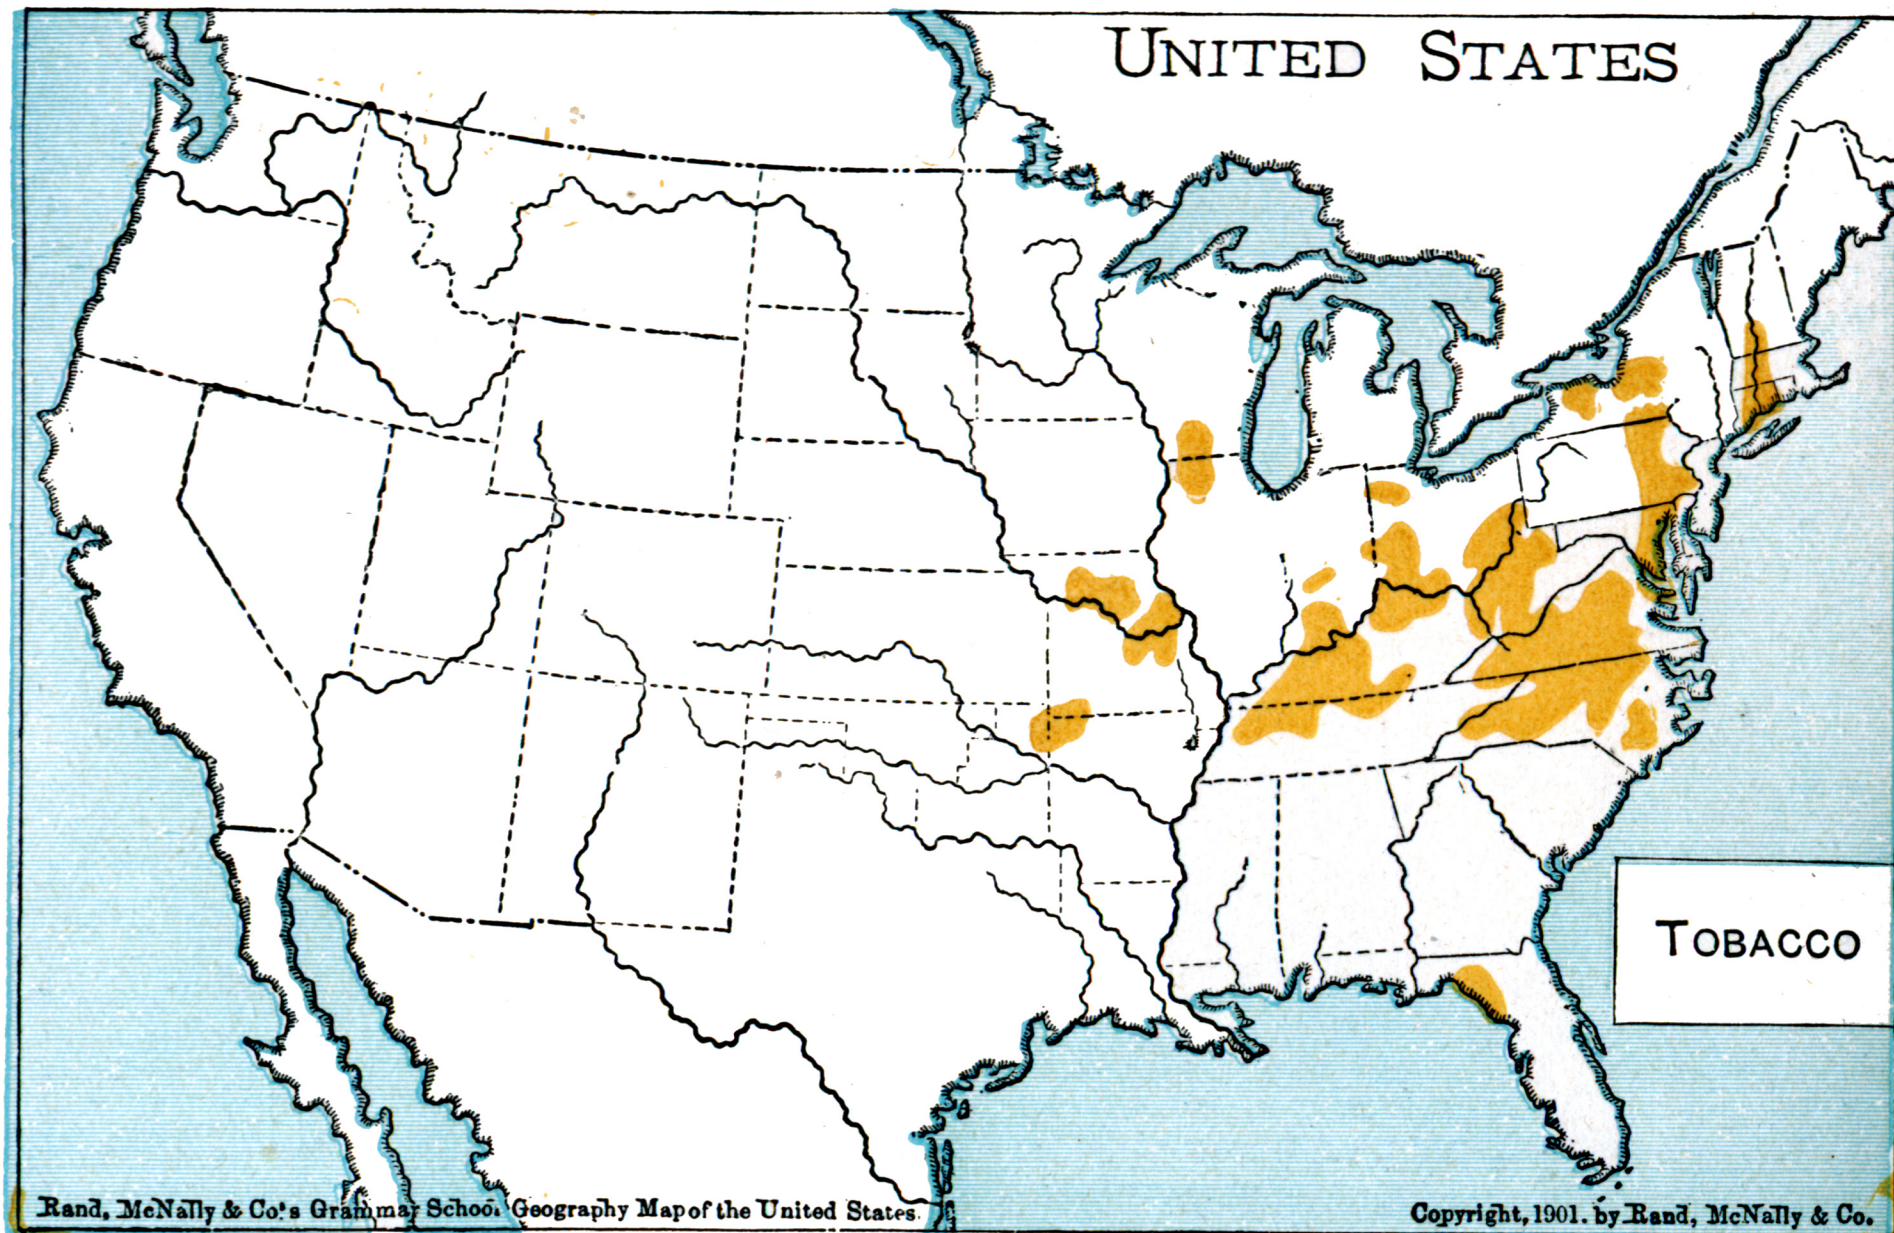 UNITED STATES
TOBACCO
Rand, McNally & Co.'s Grammar School Geography Map of the United States.
Copyright, 1901. by Rand, McNally & Co.